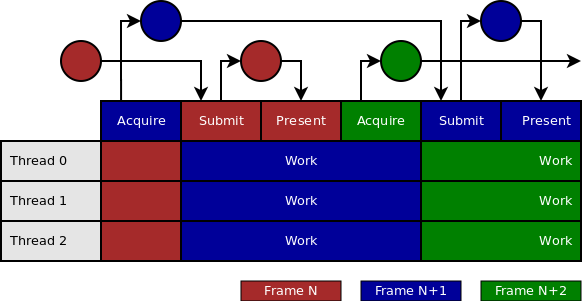 Acquire Submit Present Acquire Submit Present
Thread 0 Work Work
Thread 1 Work Work
Thread 2 Work Work
Frame N Frame N+1 Frame N+2